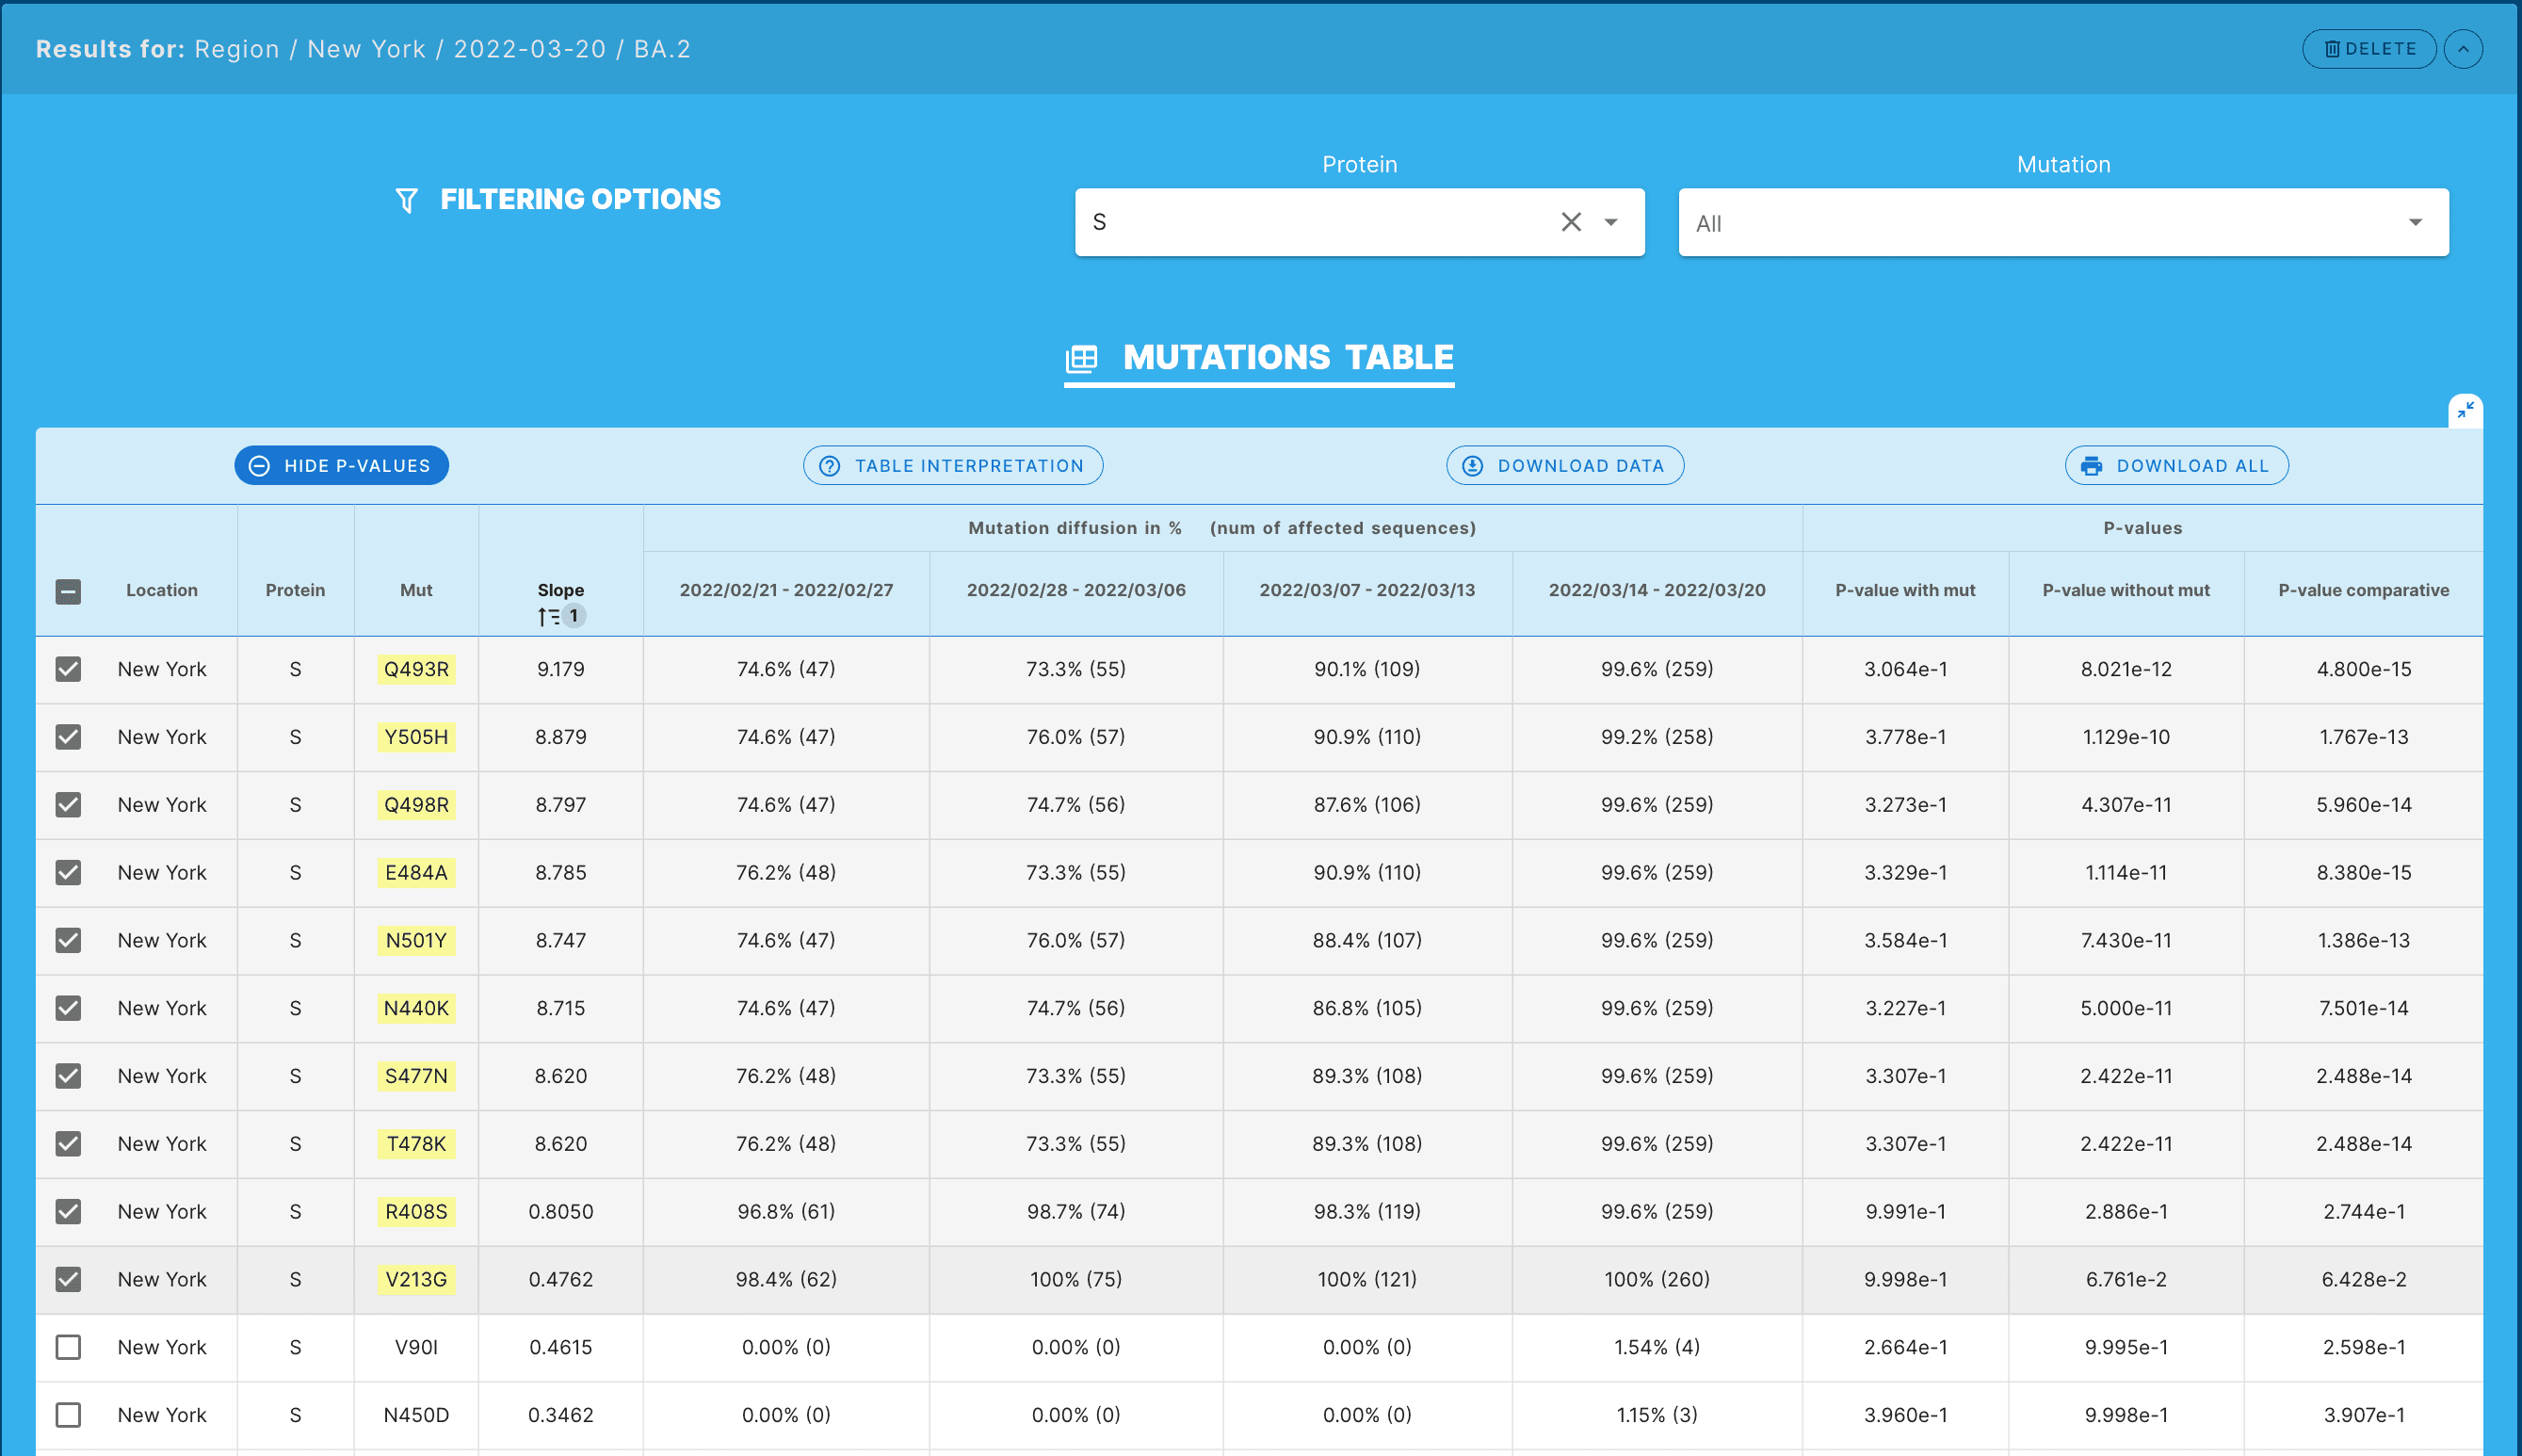 Results for: Region / New York / 2022-03-20 / BA.2
DELETE
FILTERING OPTIONS
Protein
S
Mutation
All
MUTATIONS TABLE
HIDE P-VALUES
TABLE INTERPRETATION
DOWNLOAD DATA
DOWNLOAD ALL
Mutation diffusion in % (num of affected sequences) P-values
Location Protein Mut Slope 2022/02/21 - 2022/02/27 2022/02/28 - 2022/03/06 2022/03/07 - 2022/03/13 2022/03/14 - 2022/03/20 P-value with mut P-value without mut P-value comparative
1
New York S Q493R 9.179 74.6% (47) 73.3% (55) 90.1% (109) 99.6% (259) 3.064e-1 8.021e-12 4.800e-15
New York S Y505H 8.879 74.6% (47) 76.0% (57) 90.9% (110) 99.2% (258) 3.778e-1 1.129e-10 1.767e-13
New York S Q498R 8.797 74.6% (47) 74.7% (56) 87.6% (106) 99.6% (259) 3.273e-1 4.307e-11 5.960e-14
New York S E484A 8.785 76.2% (48) 73.3% (55) 90.9% (110) 99.6% (259) 3.329e-1 1.114e-11 8.380e-15
New York S N501Y 8.747 74.6% (47) 76.0% (57) 88.4% (107) 99.6% (259) 3.584e-1 7.430e-11 1.386e-13
New York S N440K 8.715 74.6% (47) 74.7% (56) 86.8% (105) 99.6% (259) 3.227e-1 5.000e-11 7.501e-14
New York S S477N 8.620 76.2% (48) 73.3% (55) 89.3% (108) 99.6% (259) 3.307e-1 2.422e-11 2.488e-14
New York S T478K 8.620 76.2% (48) 73.3% (55) 89.3% (108) 99.6% (259) 3.307e-1 2.422e-11 2.488e-14
New York S R408S 0.8050 96.8% (61) 98.7% (74) 98.3% (119) 99.6% (259) 9.991e-1 2.886e-1 2.744e-1
New York S V213G 0.4762 98.4% (62) 100% (75) 100% (121) 100% (260) 9.998e-1 6.761e-2 6.428e-2
New York S V90I 0.4615 0.00% (0) 0.00% (0) 0.00% (0) 1.54% (4) 2.664e-1 9.995e-1 2.598e-1
New York S N450D 0.3462 0.00% (0) 0.00% (0) 0.00% (0) 1.15% (3) 3.960e-1 9.998e-1 3.907e-1